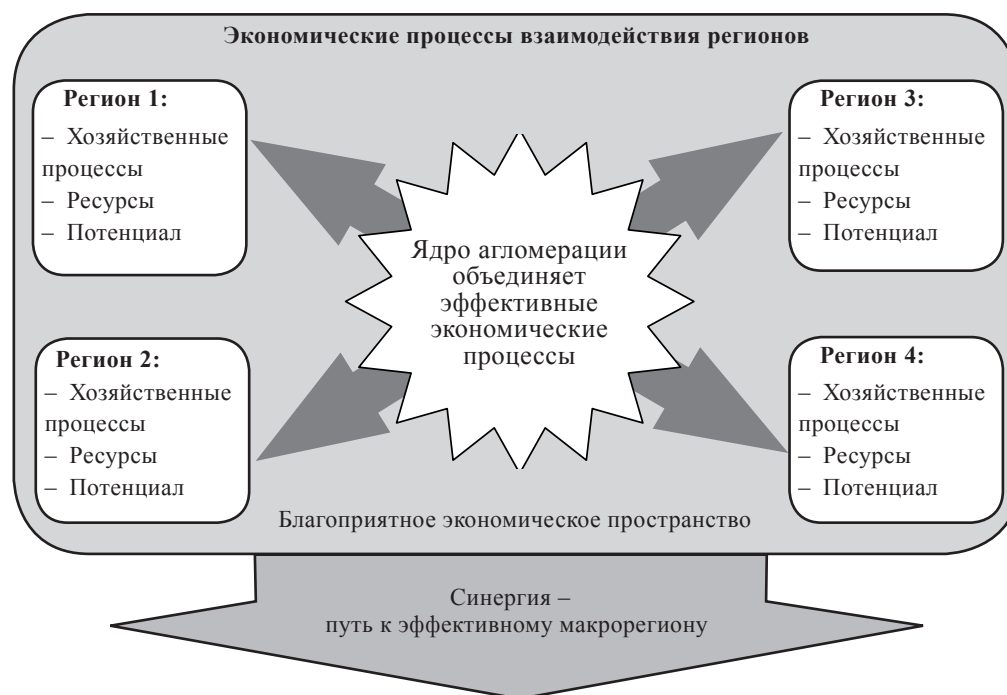 Экономические процессы взаимодействия регионов
Регион 1:
– Хозяйственные
процессы
– Ресурсы
– Потенциал
Регион 3:
– Хозяйственные
процессы
– Ресурсы
– Потенциал
Ядро агломерации
объединяет
эффективные
экономические
процессы
Регион 2:
– Хозяйственные
процессы
– Ресурсы
– Потенциал
Регион 4:
– Хозяйственные
процессы
– Ресурсы
– Потенциал
Благоприятное экономическое пространство
Синергия –
путь к эффективному макрорегиону